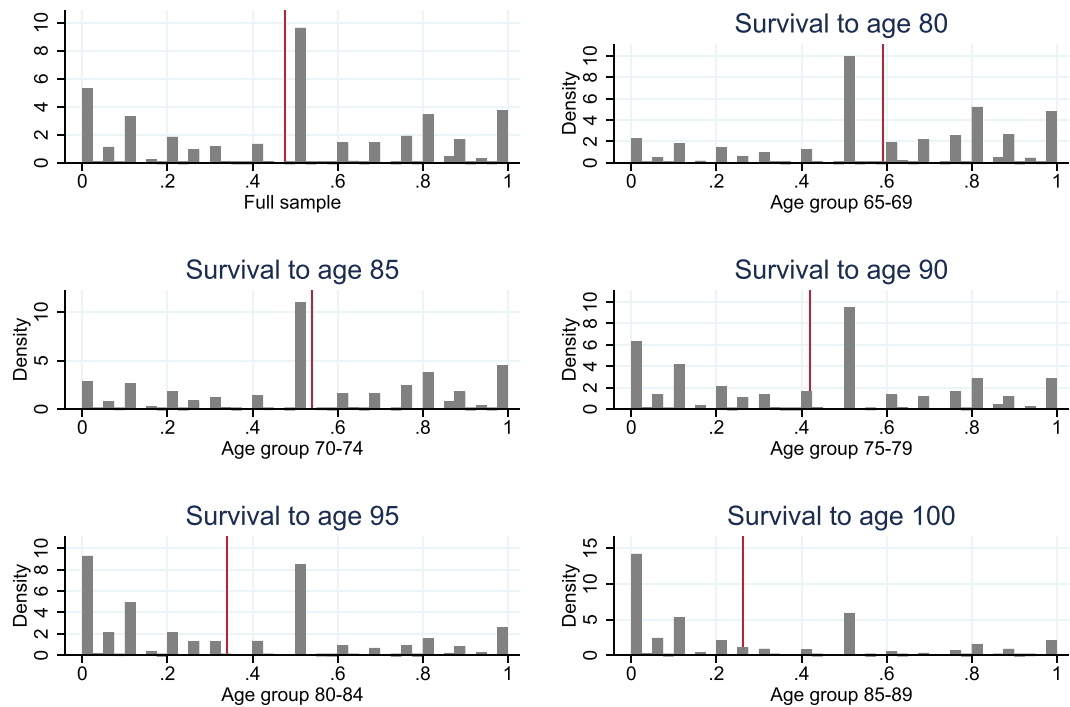 10
8
6
4
2
0
0 .2 .4 .6 .8 1
Full sample
Survival to age 80
Density
10
8
6
4
2
0
0 .2 .4 .6 .8 1
Age group 65-69
Survival to age 85
Density
10
5
0
0 .2 .4 .6 .8 1
Age group 70-74
Survival to age 90
Density
10
8
6
4
2
0
0 .2 .4 .6 .8 1
Age group 75-79
Survival to age 95
Density
10
8
6
4
2
0
0 .2 .4 .6 .8 1
Age group 80-84
Survival to age 100
Density
15
10
5
0
0 .2 .4 .6 .8 1
Age group 85-89